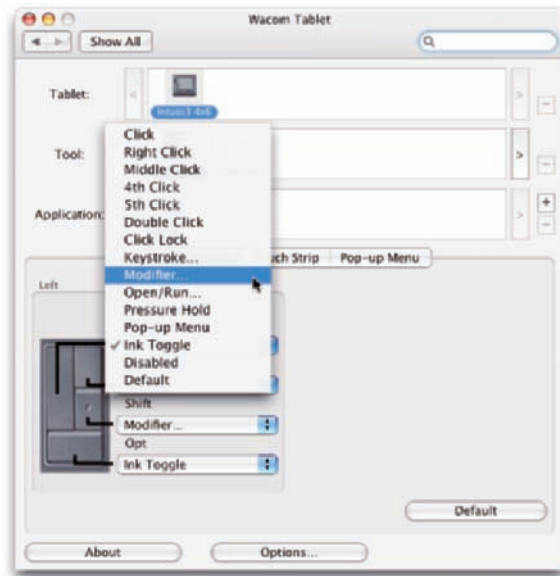 Wacom Tablet
Show All
Tablet:
Intuos3 4x6
Tool:
Application:
Click
Right Click
Middle Click
4th Click
5th Click
Double Click
Click Lock
Keystroke...
Modifier...
Open/Run...
Pressure Hold
Pop-up Menu
✓ Ink Toggle
Disabled
Default
uch Strip
Pop-up Menu
Left
Shift
Modifier...
Opt
Ink Toggle
Default
About
Options...